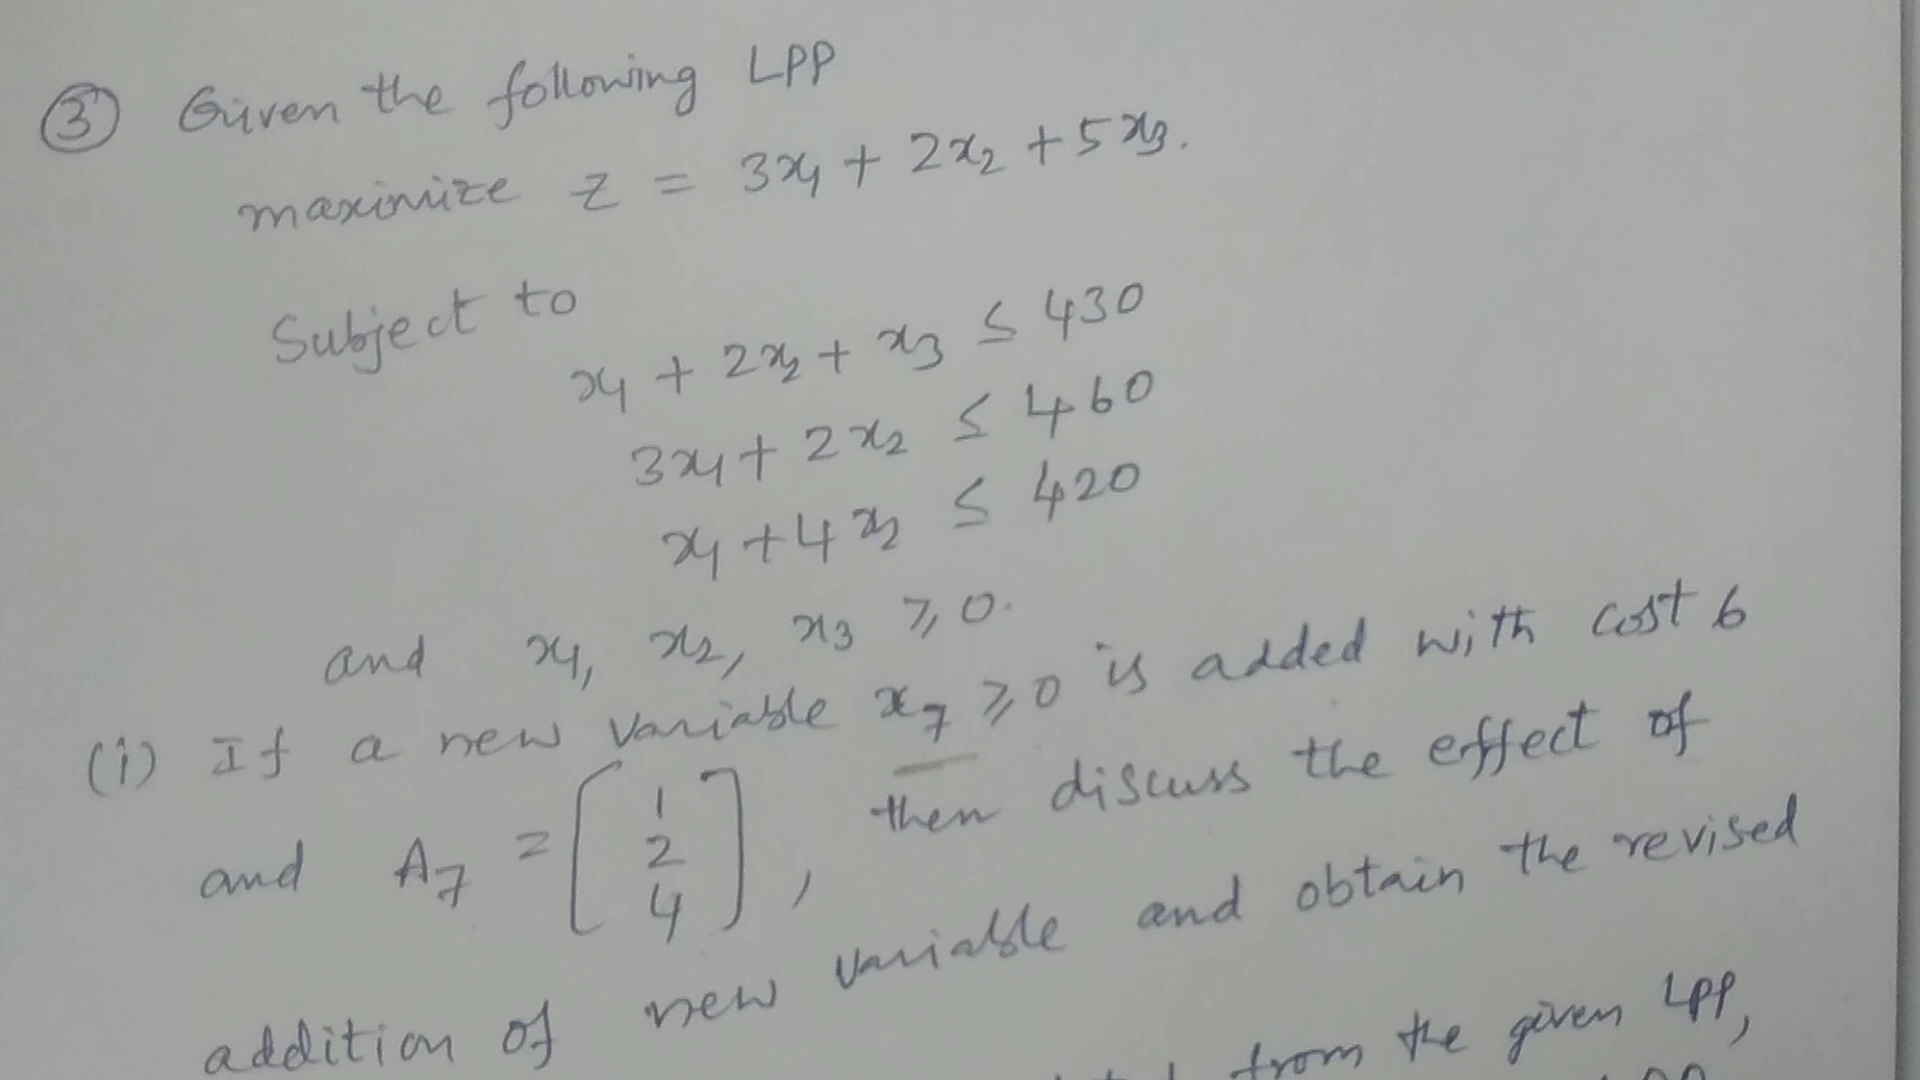 ③ Given the following LPP
maximize z = 3x₁ + 2x₂ + 5x₃.
Subject to
x₁ + 2x₂ + x₃ ≤ 430
3x₁ + 2x₂ ≤ 460
x₁ + 4x₂ ≤ 420
and x₁, x₂, x₃ ≥ 0.
(i) If a new variable x₇ ≥ 0 is added with cost 6
and A₇ = [1 2 4], then discuss the effect of
addition of new variable and obtain the revised
from the given LPP,